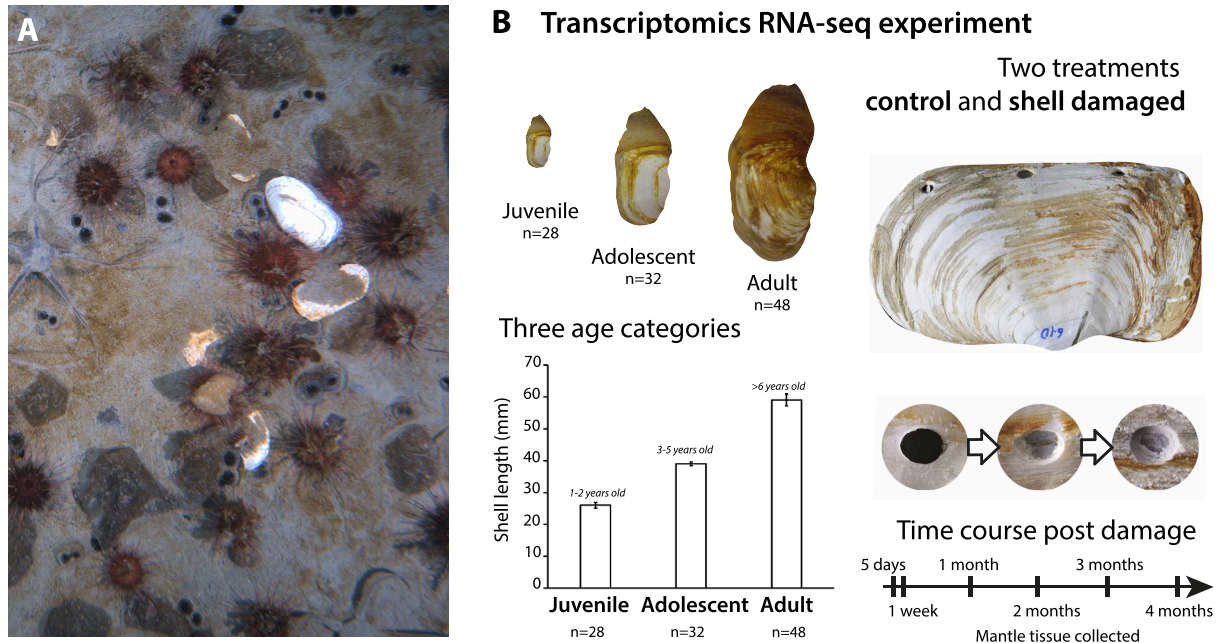 A
B Transcriptomics RNA-seq experiment
Two treatments
control and shell damaged
Juvenile
n=28
Adolescent
n=32
Adult
n=48
6-1D
Three age categories
Shell length (mm)
70
60
50
40
30
20
10
0
1-2 years old
3-5 years old
>6 years old
Juvenile Adolescent Adult
n=28 n=32 n=48
Time course post damage
5 days 1 month 3 months
1 week 2 months 4 months
Mantle tissue collected